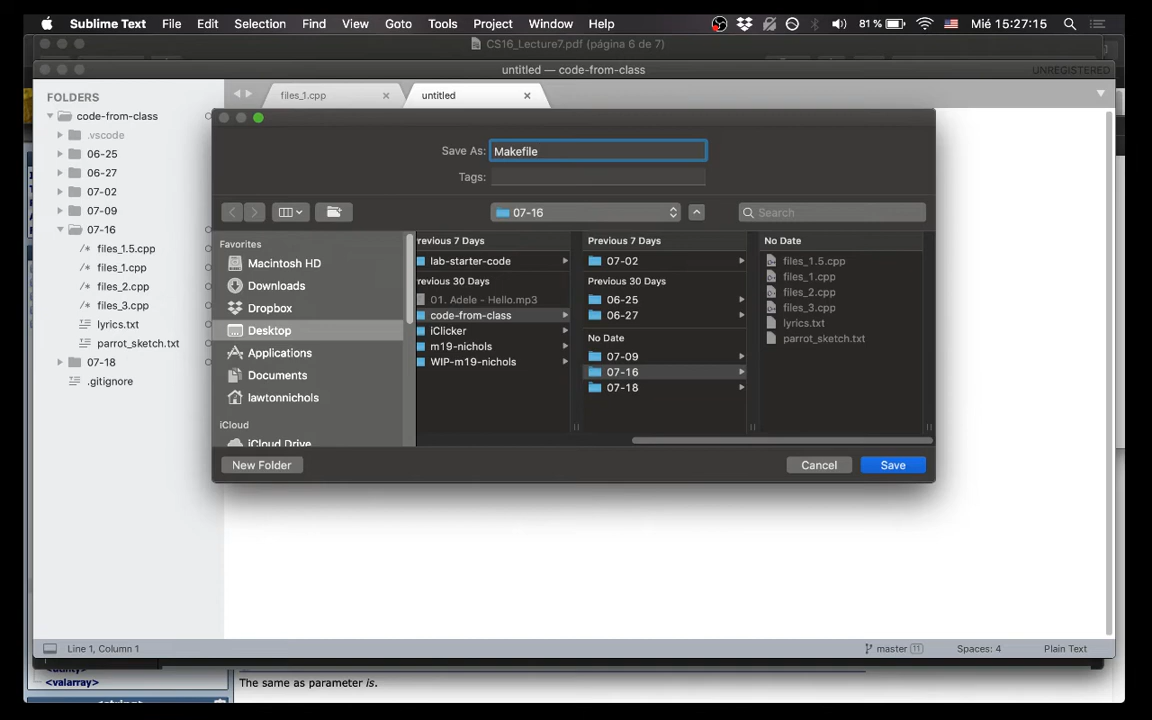 Sublime Text File Edit Selection Find View Goto Tools Project Window Help 81% Mié 15:27:15
CS16_Lecture7.pdf (página 6 de 7)
untitled — code-from-class UNREGISTERED
FOLDERS
files_1.cpp
untitled
code-from-class
.vscode
06-25
06-27
07-02
07-09
07-16
files_1.5.cpp
files_1.cpp
files_2.cpp
files_3.cpp
lyrics.txt
parrot_sketch.txt
07-18
.gitignore
Save As: Makefile
Tags:
07-16
Search
Favorites
Macintosh HD
Downloads
Dropbox
Desktop
Applications
Documents
lawtonnichols
iCloud
iCloud Drive
revious 7 Days
lab-starter-code
revious 30 Days
01. Adele - Hello.mp3
code-from-class
iClicker
m19-nichols
WIP-m19-nichols
Previous 7 Days
07-02
Previous 30 Days
06-25
06-27
No Date
07-09
07-16
07-18
No Date
files_1.5.cpp
files_1.cpp
files_2.cpp
files_3.cpp
lyrics.txt
parrot_sketch.txt
New Folder
Cancel
Save
Line 1, Column 1
master 11
Spaces: 4
Plain Text
<valarray>
The same as parameter is.